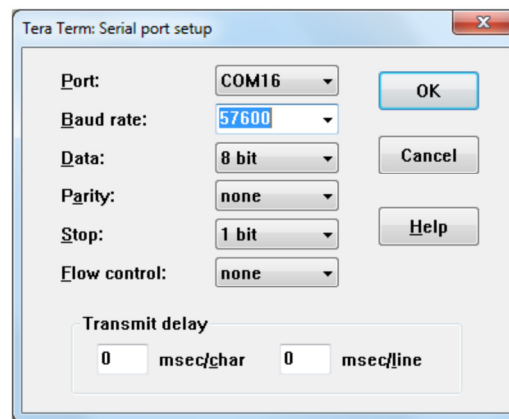 Tera Term: Serial port setup
Port: COM16
OK
Baud rate: 57600
Data: 8 bit
Cancel
Parity: none
Stop: 1 bit
Help
Flow control: none
Transmit delay
0 msec/char 0 msec/line